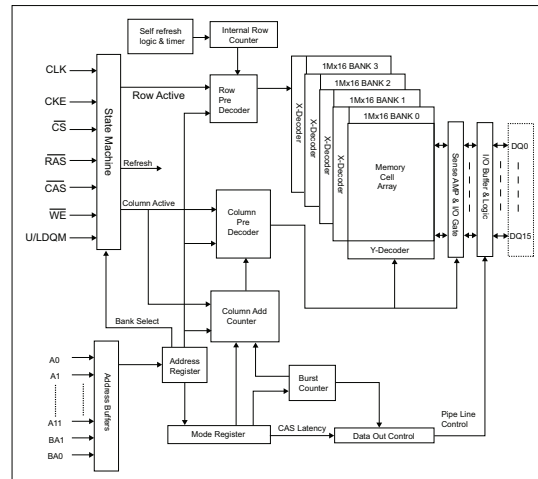 Self refresh
logic & timer
Internal Row
Counter
CLK
CKE
CS
RAS
CAS
WE
U/LDQM
State Machine
Row Active
Refresh
Column Active
Bank Select
Row
Pre
Decoder
Column
Pre
Decoder
Column Add
Counter
1Mx16 BANK 3
1Mx16 BANK 2
1Mx16 BANK 1
1Mx16 BANK 0
X-Decoder
X-Decoder
X-Decoder
X-Decoder
Memory
Cell
Array
Y-Decoder
Sense AMP & I/O Gate
I/O Buffer & Logic
DQ0
DQ15
A0
A1
A11
BA1
BA0
Address Buffers
Address
Register
Mode Register
Burst
Counter
CAS Latency
Data Out Control
Pipe Line
Control